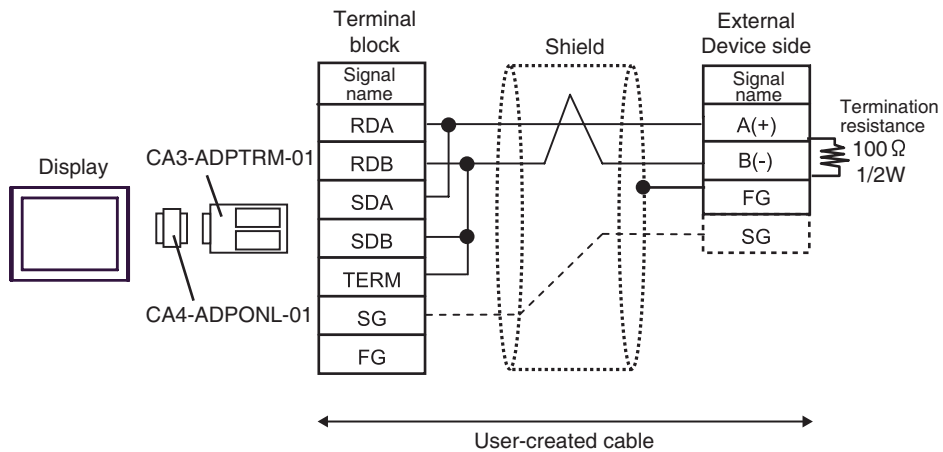 Terminal
block
Shield
External
Device side
Signal
name
Signal
name
Termination
resistance
100 Ω
1/2W
RDA
A(+)
CA3-ADPTRM-01
RDB
B(-)
Display
SDA
FG
SDB
SG
TERM
CA4-ADPONL-01
SG
FG
User-created cable